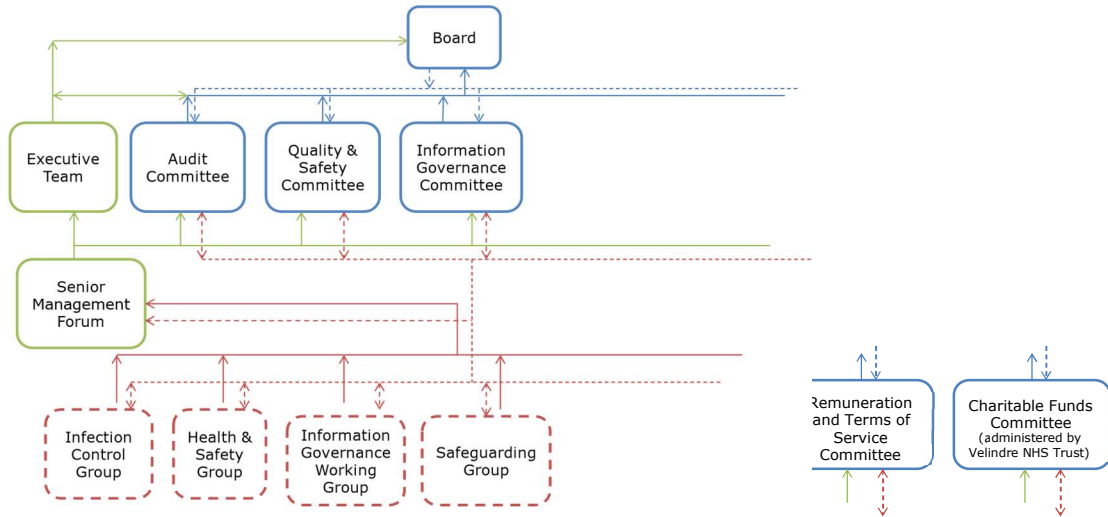 Board
Executive
Team
Audit
Committee
Quality &
Safety
Committee
Information
Governance
Committee
Senior
Management
Forum
Infection
Control
Group
Health &
Safety
Group
Information
Governance
Working
Group
Safeguarding
Group
Remuneration
and Terms of
Service
Committee
Charitable Funds
Committee
(administered by
Velindre NHS Trust)